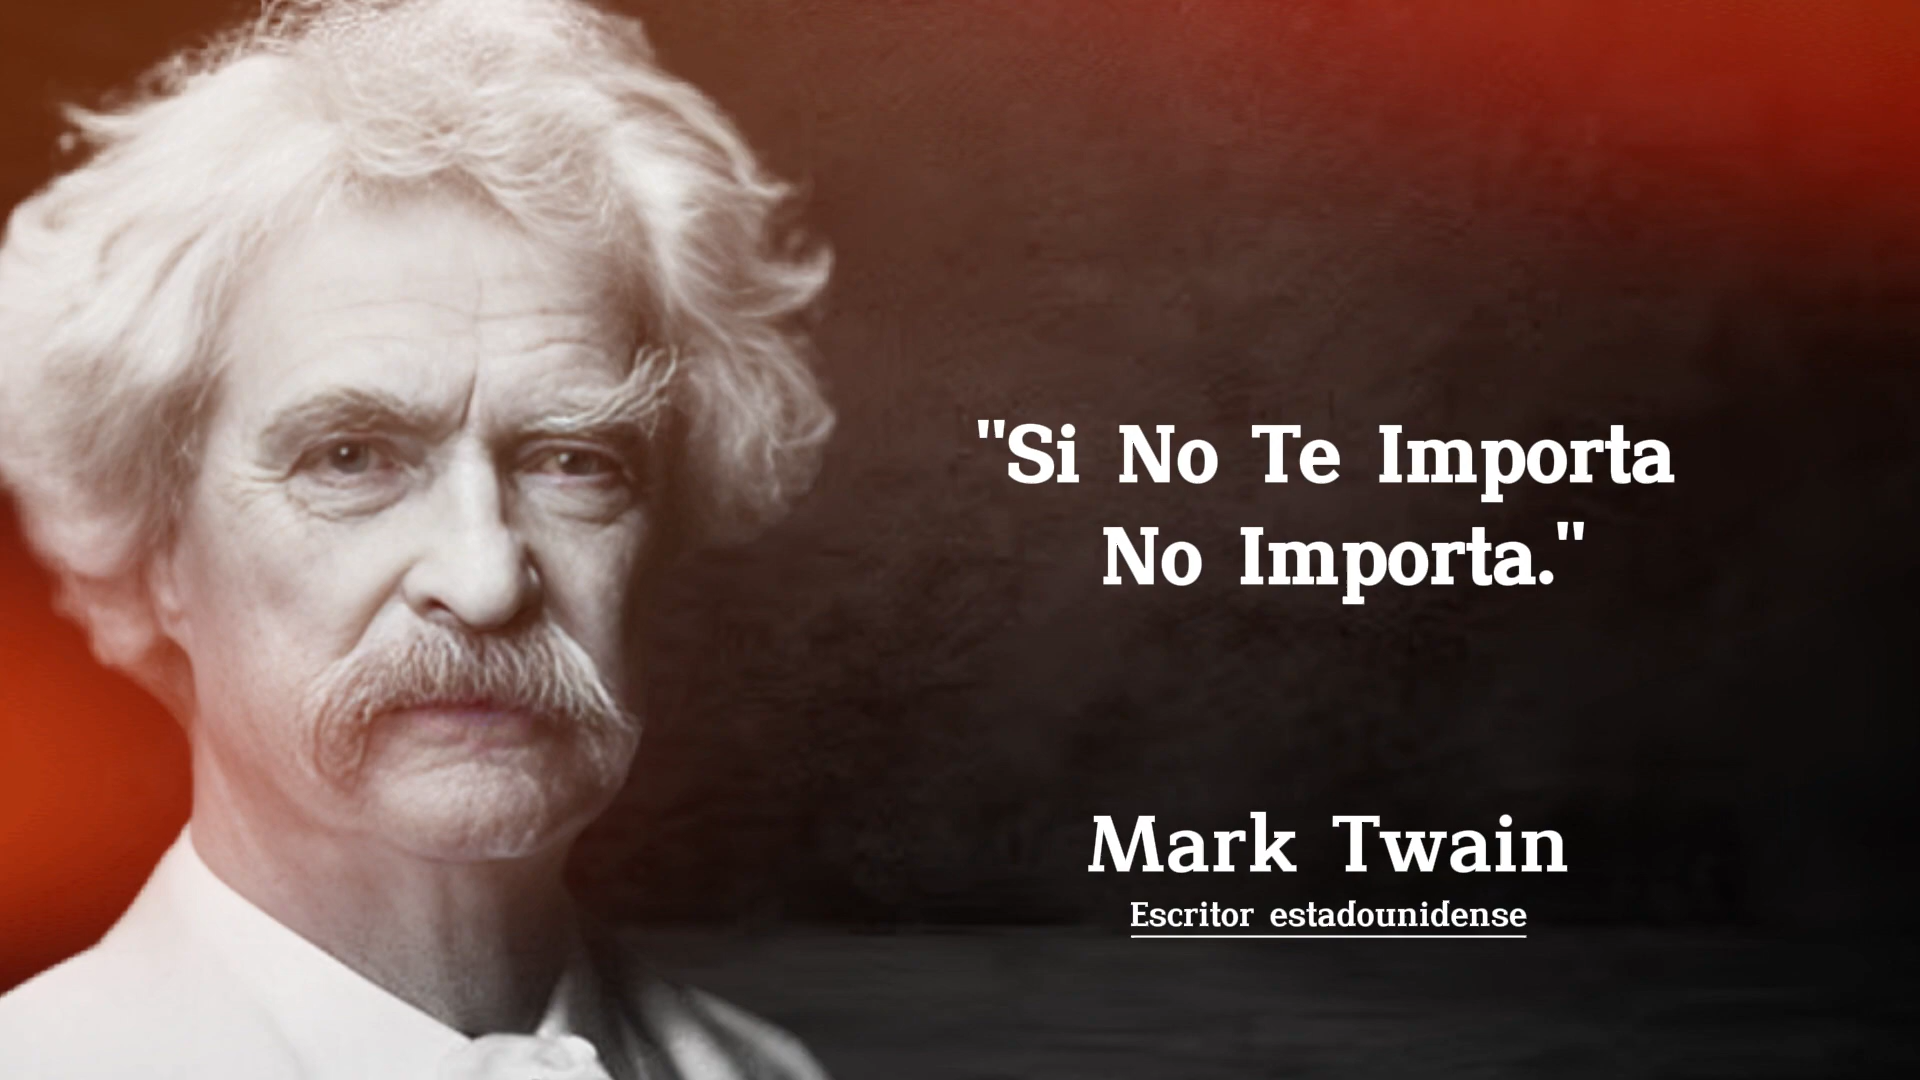 "Si No Te Importa
No Importa."
Mark Twain
Escritor estadounidense